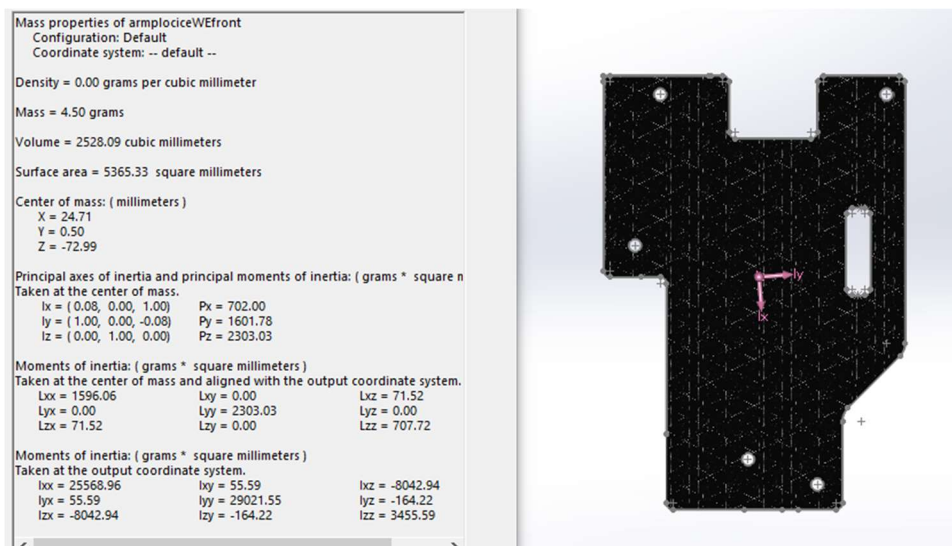 Mass properties of armplociceWEfront
Configuration: Default
Coordinate system: -- default --
Density = 0.00 grams per cubic millimeter
Mass = 4.50 grams
Volume = 2528.09 cubic millimeters
Surface area = 5365.33 square millimeters
Center of mass: ( millimeters )
X = 24.71
Y = 0.50
Z = -72.99
Principal axes of inertia and principal moments of inertia: ( grams * square m
Taken at the center of mass.
Ix = ( 0.08, 0.00, 1.00) Px = 702.00
Iy = ( 1.00, 0.00, -0.08) Py = 1601.78
Iz = ( 0.00, 1.00, 0.00) Pz = 2303.03
Moments of inertia: ( grams * square millimeters )
Taken at the center of mass and aligned with the output coordinate system.
Lxx = 1596.06 Lxy = 0.00 Lxz = 71.52
Lyx = 0.00 Lyy = 2303.03 Lyz = 0.00
Lzx = 71.52 Lzy = 0.00 Lzz = 707.72
Moments of inertia: ( grams * square millimeters )
Taken at the output coordinate system.
Ixx = 25568.96 Ixy = 55.59 Ixz = -8042.94
Iyx = 55.59 Iyy = 29021.55 Iyz = -164.22
Izx = -8042.94 Izy = -164.22 Izz = 3455.59
Iy
Ix